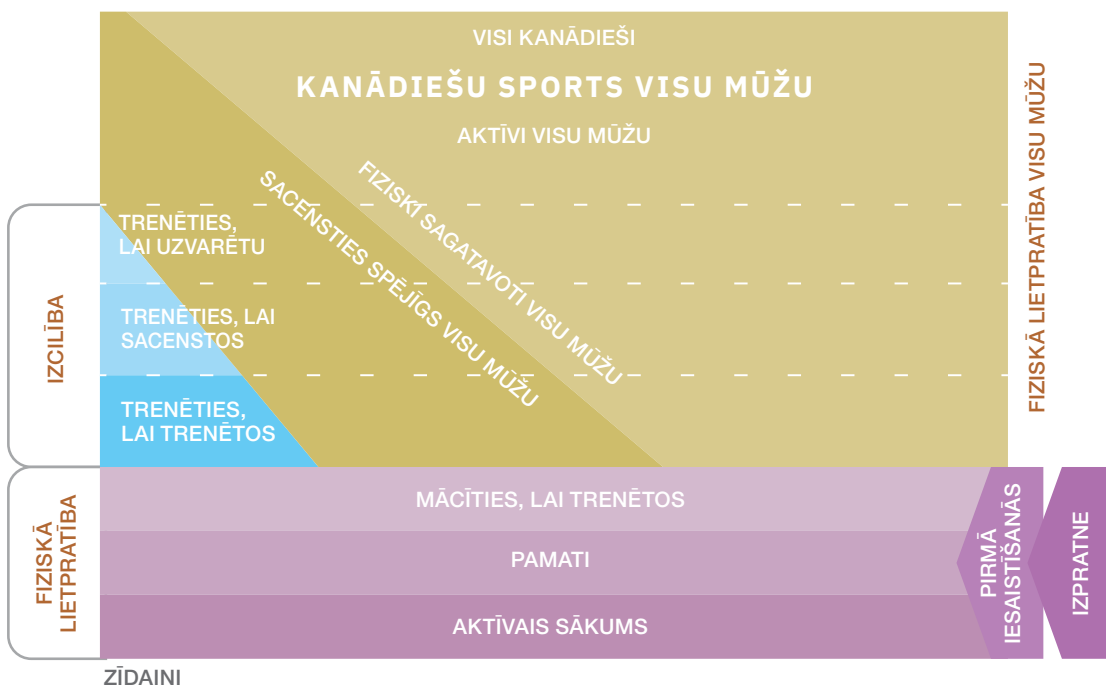 VISI KANĀDIEŠI
KANĀDIEŠU SPORTS VISU MŪŽU
AKTĪVI VISU MŪŽU
FIZISKI SAGATAVOTI VISU MŪŽU
SACENSTIES SPĒJĪGS VISU MŪŽU
FIZISKĀ LIETPRATĪBA VISU MŪŽU
IZCILĪBA
TRENĒTIES,
LAI UZVARĒTU
TRENĒTIES, LAI
SACENSTOS
TRENĒTIES,
LAI TRENĒTOS
FIZISKĀ
LIETPRATĪBA
MĀCĪTIES, LAI TRENĒTOS
PAMATI
AKTĪVAIS SĀKUMS
PIRMĀ
IESAISTĪŠANĀS
IZPRATNE
ZĪDAINI